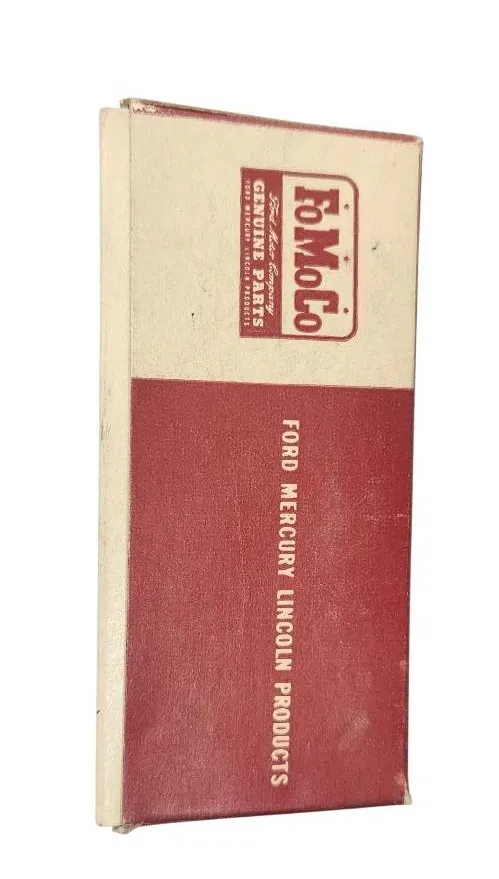 FoMoCo
Ford Motor Company
GENUINE PARTS
FORD MERCURY LINCOLN PRODUCTS
FORD MERCURY LINCOLN PRODUCTS